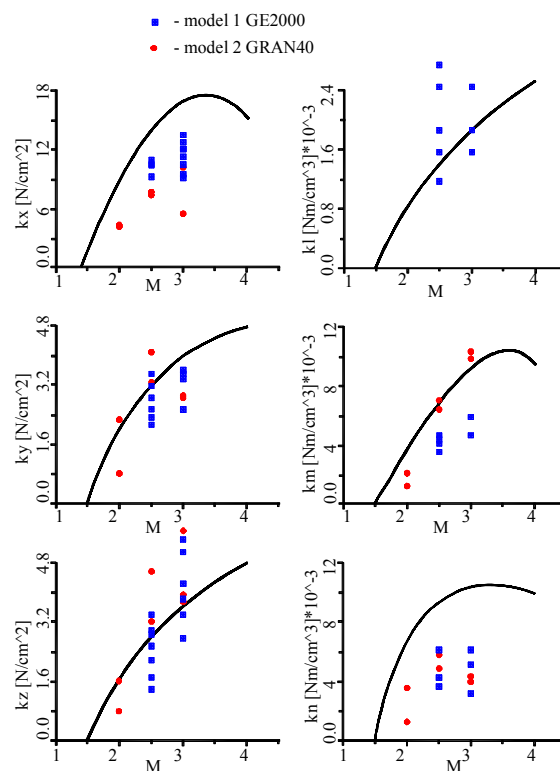 - model 1 GE2000
- model 2 GRAN40
kx [N/cm^2]
18
12
6
0.0
1 2 3 4
M
kl [Nm/cm^3]*10^-3
2.4
1.6
0.8
0.0
1 2 3 4
M
ky [N/cm^2]
4.8
3.2
1.6
0.0
1 2 3 4
M
km [Nm/cm^3]*10^-3
12
8
4
0
1 2 3 4
M
kz [N/cm^2]
4.8
3.2
1.6
0.0
1 2 3 4
M
kn [Nm/cm^3]*10^-3
12
8
4
0
1 2 3 4
M